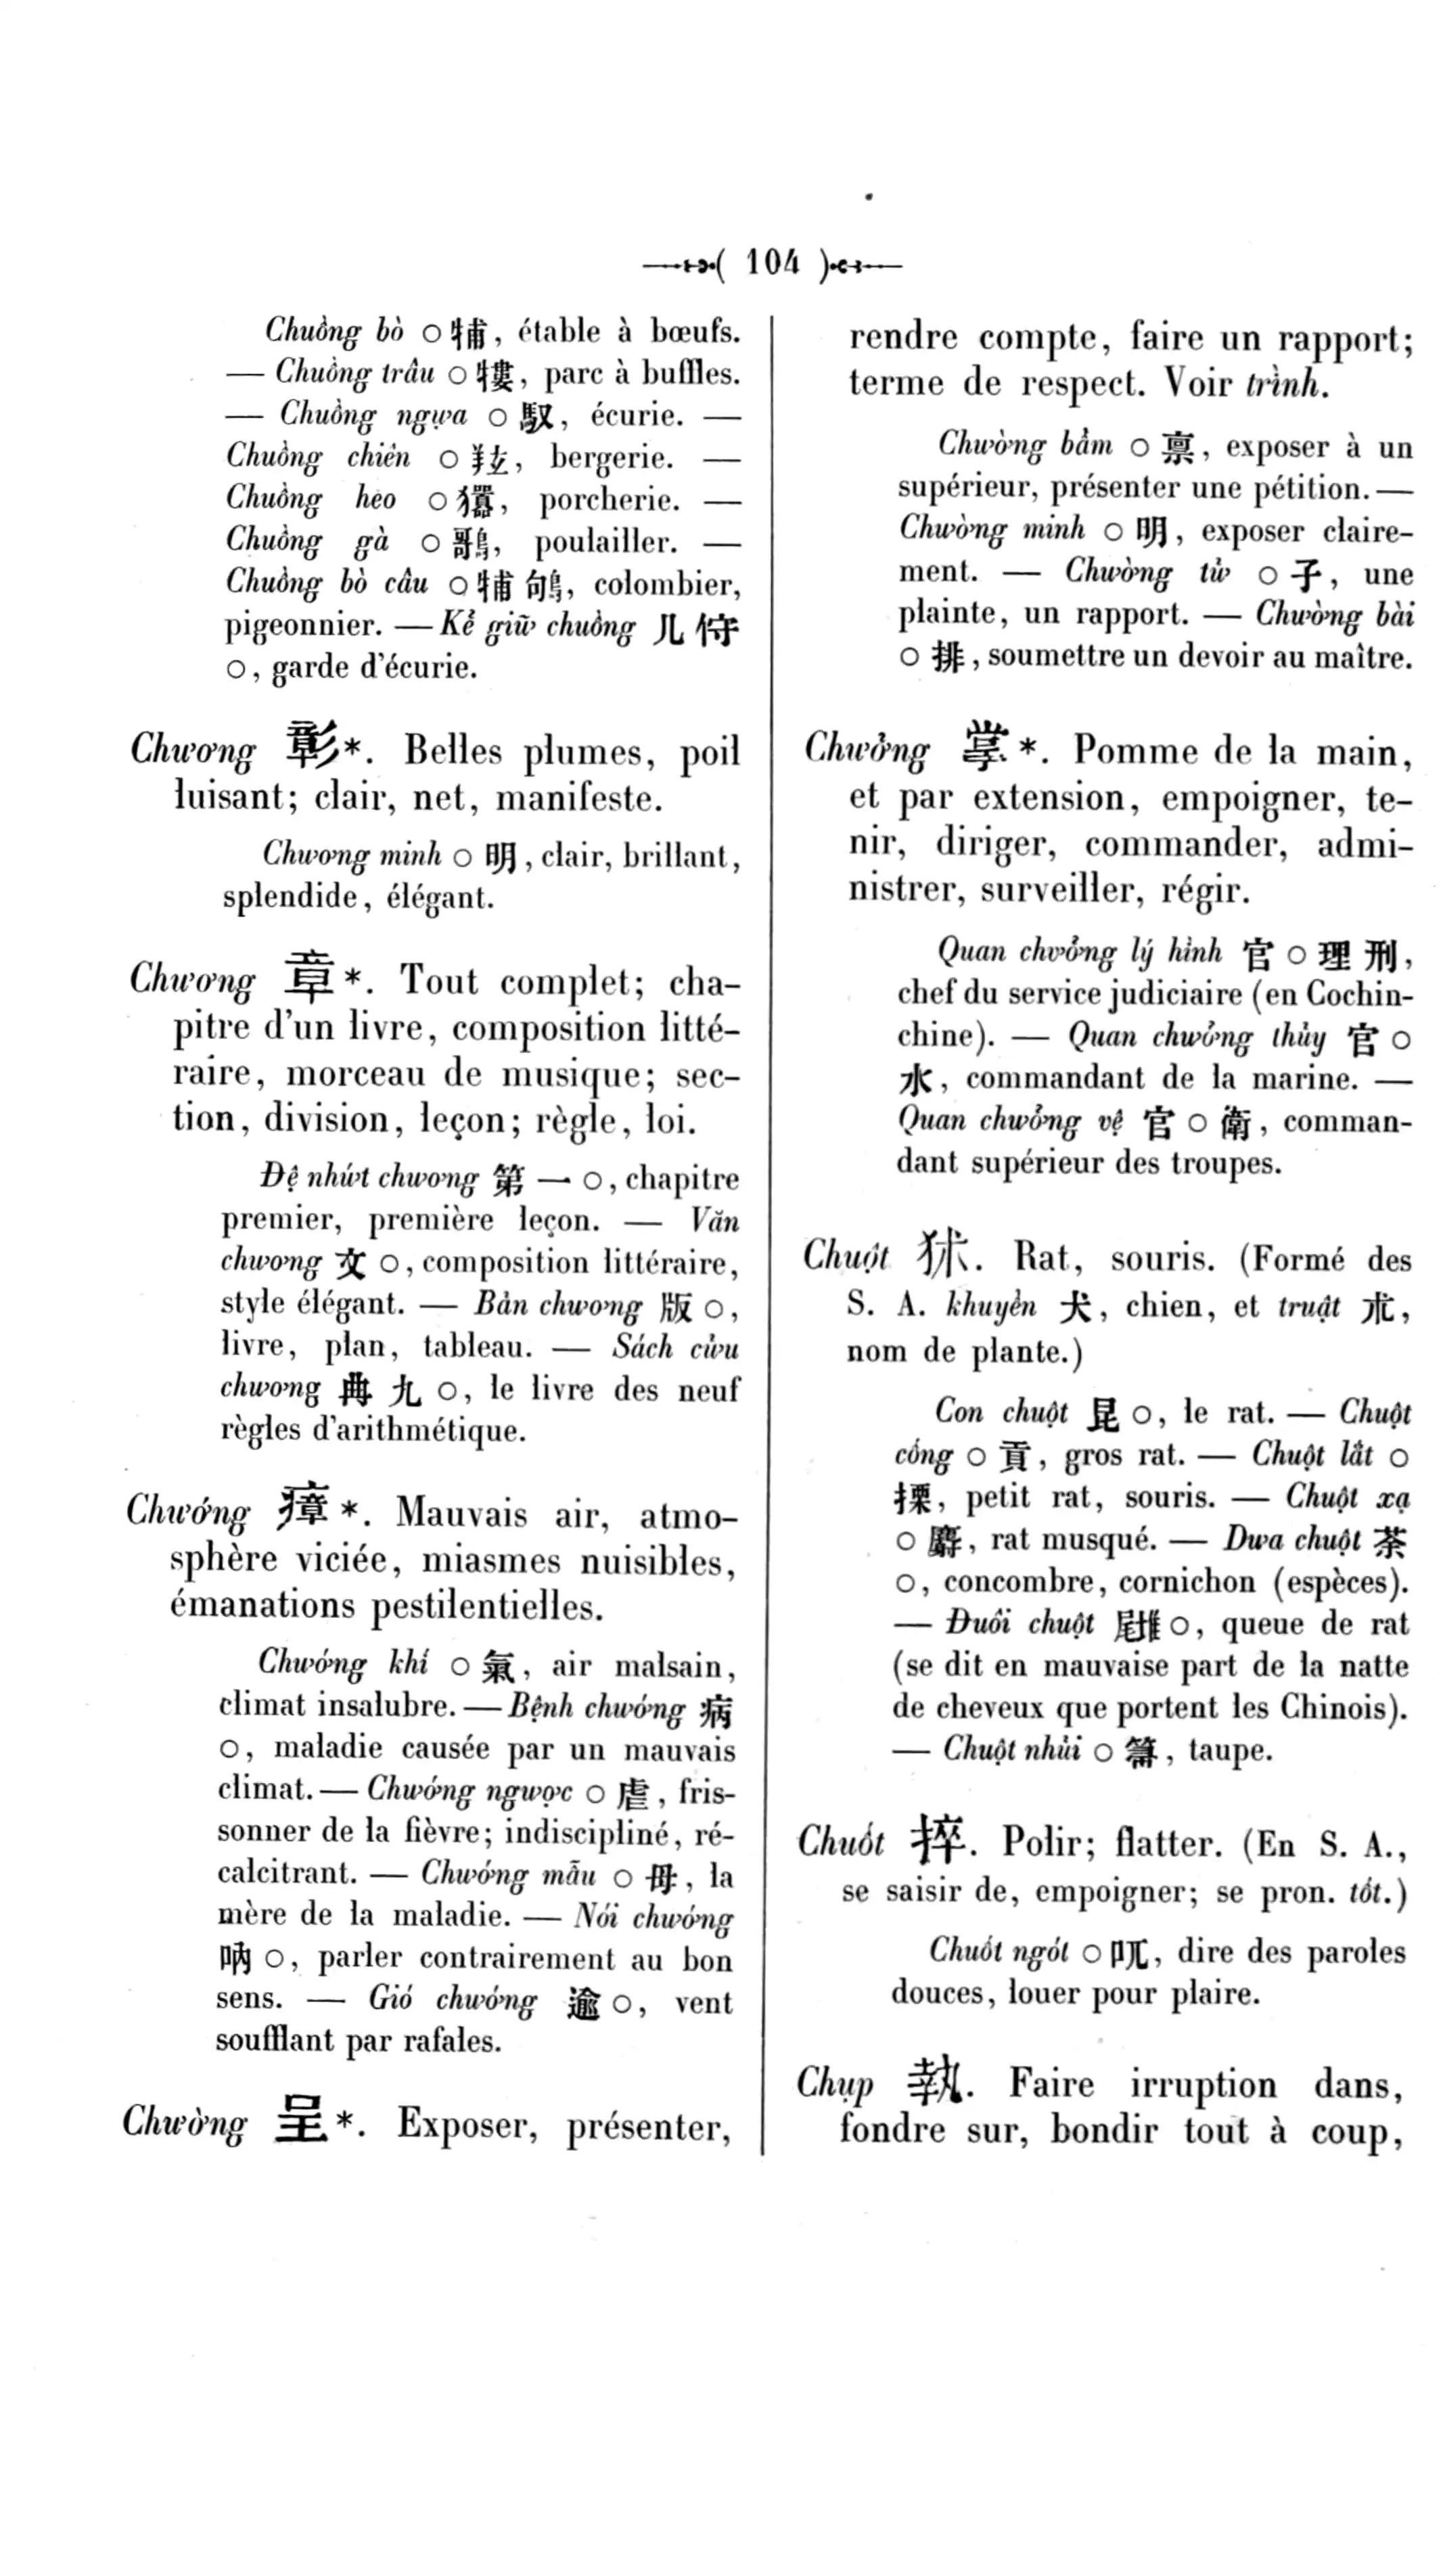 ( 104 )
Chuồng bò ○ 𤙭, étable à bœufs.
— Chuồng trâu ○ 𤛠, parc à buffles.
— Chuồng ngựa ○ 馭, écurie. —
Chuồng chiên ○, bergerie. —
Chuồng heo ○, porcherie. —
Chuồng gà ○, poulailler. —
Chuồng bò câu ○, colombier,
pigeonnier. — Kẻ giữ chuồng
○, garde d'écurie.
Chương 彰*. Belles plumes, poil
luisant; clair, net, manifeste.
Chương minh ○ 明, clair, brillant,
splendide, élégant.
Chương 章*. Tout complet; cha-
pitre d'un livre, composition litté-
raire, morceau de musique; sec-
tion, division, leçon; règle, loi.
Đệ nhứt chương 第一 ○, chapitre
premier, première leçon. — Văn
chương 文 ○, composition littéraire,
style élégant. — Bản chương 版 ○,
livre, plan, tableau. — Sách cửu
chương 典 九 ○, le livre des neuf
règles d'arithmétique.
Chướng 瘴*. Mauvais air, atmo-
sphère viciée, miasmes nuisibles,
émanations pestilentielles.
Chướng khí ○ 氣, air malsain,
climat insalubre. — Bệnh chướng 病
○, maladie causée par un mauvais
climat. — Chướng ngược ○ 虐, fris-
sonner de la fièvre; indiscipliné, ré-
calcitrant. — Chướng mẫu ○ 母, la
mère de la maladie. — Nói chướng
吶 ○, parler contrairement au bon
sens. — Gió chướng ○, vent
soufflant par rafales.
Chường 呈*. Exposer, présenter,
rendre compte, faire un rapport;
terme de respect. Voir trình.
Chường bẩm ○ 禀, exposer à un
supérieur, présenter une pétition. —
Chường minh ○ 明, exposer claire-
ment. — Chường tử ○ 子, une
plainte, un rapport. — Chường bài
○ 排, soumettre un devoir au maître.
Chưởng 掌*. Pomme de la main,
et par extension, empoigner, te-
nir, diriger, commander, admi-
nistrer, surveiller, régir.
Quan chưởng lý hình 官 ○ 理 刑,
chef du service judiciaire (en Cochin-
chine). — Quan chưởng thủy 官 ○
水, commandant de la marine. —
Quan chưởng vệ 官 ○ 衛, comman-
dant supérieur des troupes.
Chuột 㹥. Rat, souris. (Formé des
S. A. khuyển 犬, chien, et truật 朮,
nom de plante.)
Con chuột 昆 ○, le rat. — Chuột
cống ○ 貢, gros rat. — Chuột lắt ○
搮, petit rat, souris. — Chuột xạ
○ 麝, rat musqué. — Dưa chuột 茶
○, concombre, cornichon (espèces).
— Đuôi chuột ○, queue de rat
(se dit en mauvaise part de la natte
de cheveux que portent les Chinois).
— Chuột nhủi ○, taupe.
Chuốt 捽. Polir; flatter. (En S. A.,
se saisir de, empoigner; se pron. tốt.)
Chuốt ngót ○, dire des paroles
douces, louer pour plaire.
Chụp 執. Faire irruption dans,
fondre sur, bondir tout à coup,